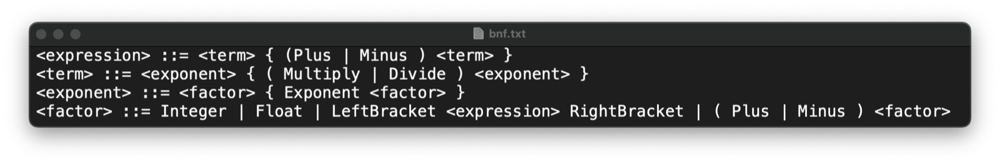 bnf.txt
<expression> ::= <term> { (Plus | Minus ) <term> }
<term> ::= <exponent> { ( Multiply | Divide ) <exponent> }
<exponent> ::= <factor> { Exponent <factor> }
<factor> ::= Integer | Float | LeftBracket <expression> RightBracket | ( Plus | Minus ) <factor>